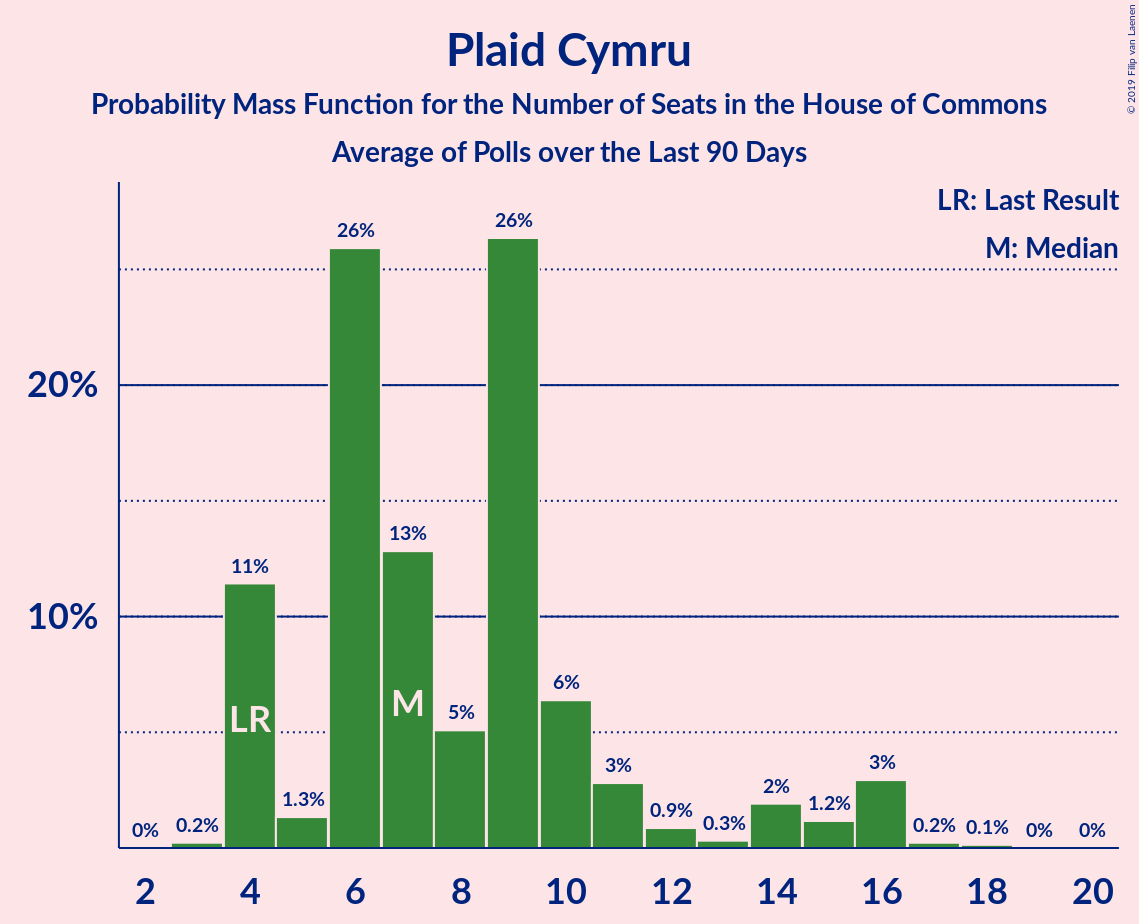 Plaid Cymru
Probability Mass Function for the Number of Seats in the House of Commons
Average of Polls over the Last 90 Days
© 2019 Filip van Laenen
LR: Last Result
M: Median
20%
10%
0%
0.2%
11%
1.3%
26%
13%
5%
26%
6%
3%
0.9%
0.3%
2%
1.2%
3%
0.2%
0.1%
0%
0%
LR
M
2 4 6 8 10 12 14 16 18 20